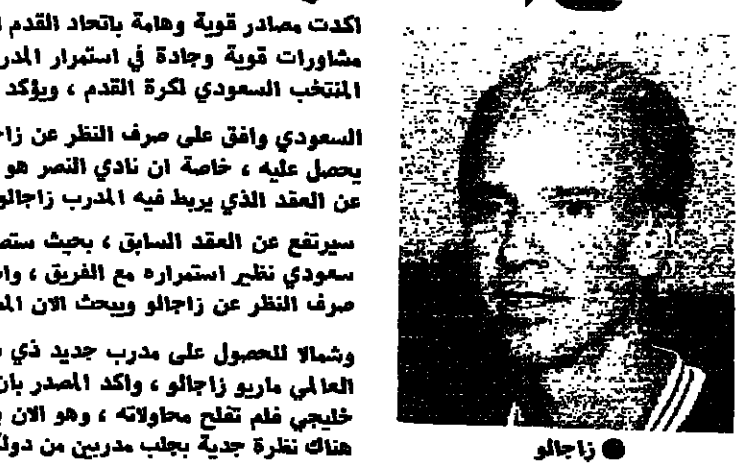 اكدت مصادر قوية وهامة باتحاد القدم
مشاورات قوية وجادة في استمرار المدر
المنتخب السعودي لكرة القدم ، ويؤكد
السعودي وافق على صرف النظر عن زاج
يحصل عليه ، خاصة ان نادي النصر هو
عن العقد الذي يربط فيه المدرب زاجالو
سيرتفع عن العقد السابق ، بحيث ستص
سعودي نظير استمراره مع الفريق ، وا
صرف النظر عن زاجالو ويبحث الان الم
وشمالا للحصول على مدرب جديد ذي
العالمي ماريو زاجالو ، واكد المصدر بان
خليجي فلم تفلح محاولاته ، وهو الان ب
هناك نظرة جدية بجلب مدربين من دول
زاجالو